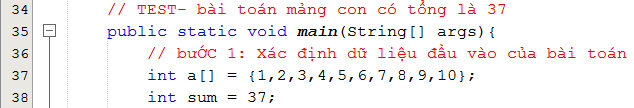 34 // TEST- bài toán mảng con có tổng là 37
35 public static void main(String[] args){
36 // bước 1: Xác định dữ liệu đầu vào của bài toán
37 int a[] = {1,2,3,4,5,6,7,8,9,10};
38 int sum = 37;